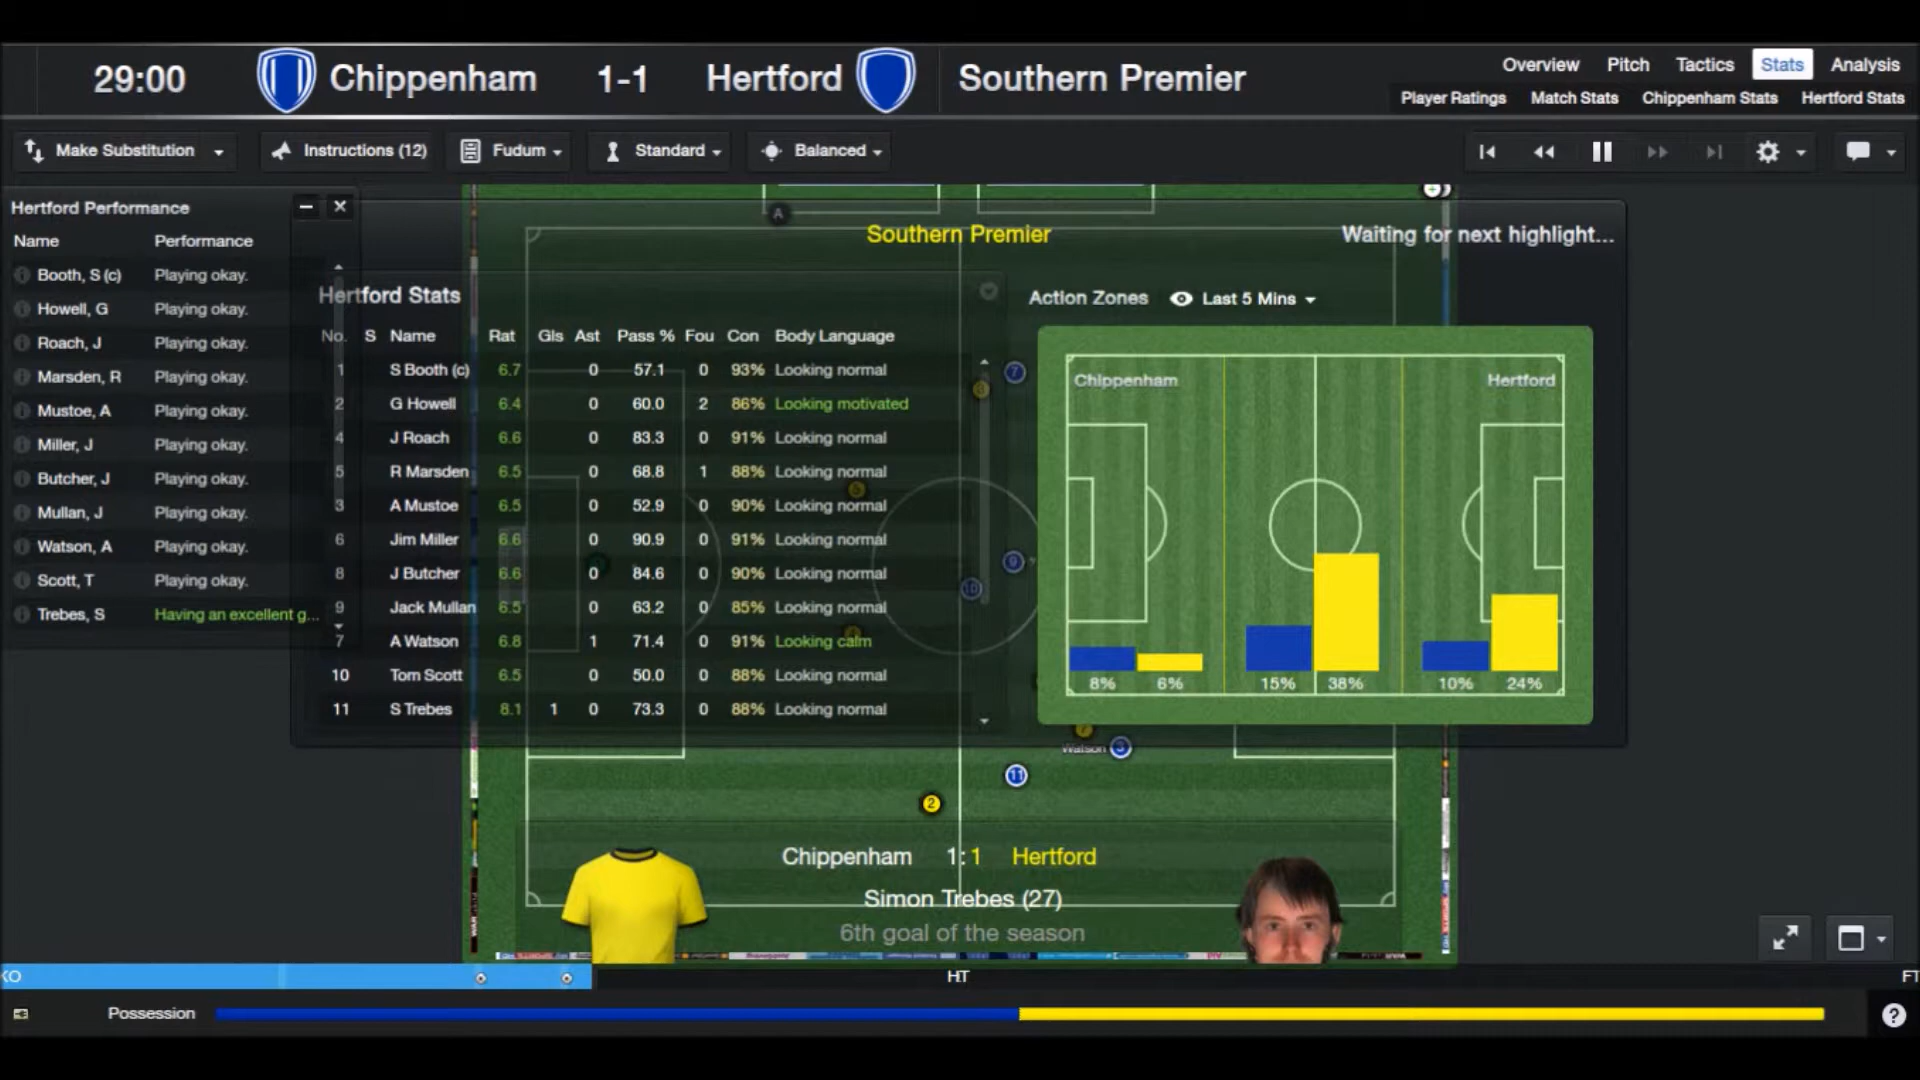 29:00 Chippenham 1-1 Hertford Southern Premier
Overview Pitch Tactics Stats Analysis
Player Ratings Match Stats Chippenham Stats Hertford Stats
Make Substitution Instructions (12) Fudum Standard Balanced
Hertford Performance
Name Performance
Booth, S (c) Playing okay.
Howell, G Playing okay.
Roach, J Playing okay.
Marsden, R Playing okay.
Mustoe, A Playing okay.
Miller, J Playing okay.
Butcher, J Playing okay.
Mullan, J Playing okay.
Watson, A Playing okay.
Scott, T Playing okay.
Trebes, S Having an excellent g...
A
Southern Premier
Waiting for next highlight...
Hertford Stats
No. S Name Rat Gls Ast Pass % Fou Con Body Language
1 S Booth (c) 6.7 0 57.1 0 93% Looking normal
2 G Howell 6.4 0 60.0 2 86% Looking motivated
4 J Roach 6.6 0 83.3 0 91% Looking normal
5 R Marsden 6.5 0 68.8 1 88% Looking normal
3 A Mustoe 6.5 0 52.9 0 90% Looking normal
6 Jim Miller 6.6 0 90.9 0 91% Looking normal
8 J Butcher 6.6 0 84.6 0 90% Looking normal
9 Jack Mullan 6.5 0 63.2 0 85% Looking normal
7 A Watson 6.8 1 71.4 0 91% Looking calm
10 Tom Scott 6.5 0 50.0 0 88% Looking normal
11 S Trebes 8.1 1 0 73.3 0 88% Looking normal
Action Zones Last 5 Mins
Chippenham Hertford
8% 6% 15% 38% 10% 24%
7
5
9
10
7
Watson 3
11
2
Chippenham 1:1 Hertford
Simon Trebes (27)
6th goal of the season
KO HT FT
Possession ?